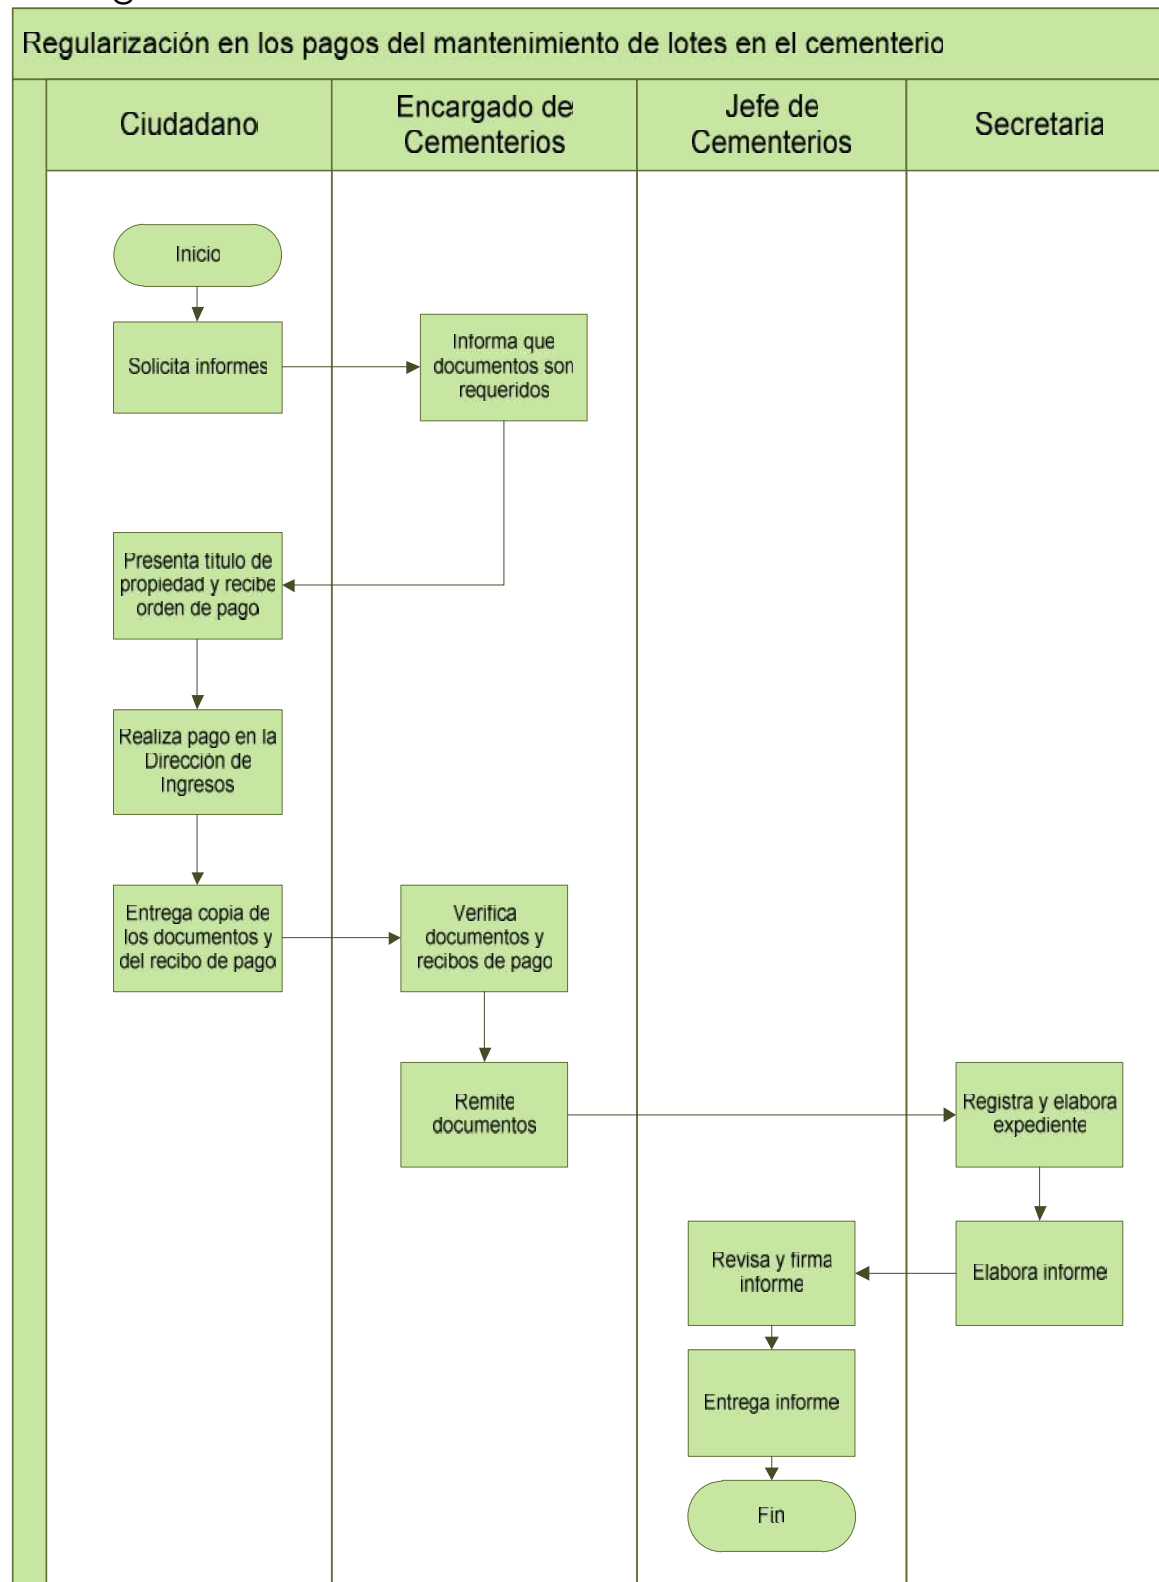 Regularización en los pagos del mantenimiento de lotes en el cementerio
Ciudadano
Encargado de
Cementerios
Jefe de
Cementerios
Secretaria
Inicio
Solicita informes
Informa que
documentos son
requeridos
Presenta titulo de
propiedad y recibe
orden de pago
Realiza pago en la
Dirección de
Ingresos
Entrega copia de
los documentos y
del recibo de pago
Verifica
documentos y
recibos de pago
Remite
documentos
Registra y elabora
expediente
Elabora informe
Revisa y firma
informe
Entrega informe
Fin